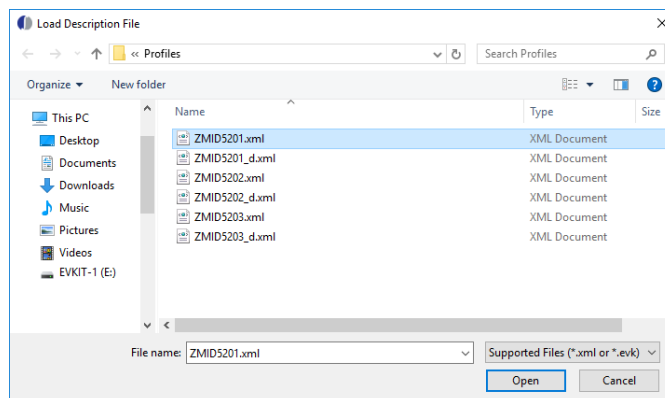 Load Description File
« Profiles
Search Profiles
Organize
New folder
This PC
Desktop
Documents
Downloads
Music
Pictures
Videos
EVKIT-1 (E:)
Name Type Size
ZMID5201.xml XML Document
ZMID5201_d.xml XML Document
ZMID5202.xml XML Document
ZMID5202_d.xml XML Document
ZMID5203.xml XML Document
ZMID5203_d.xml XML Document
File name: ZMID5201.xml Supported Files (*.xml or *.evk)
Open Cancel